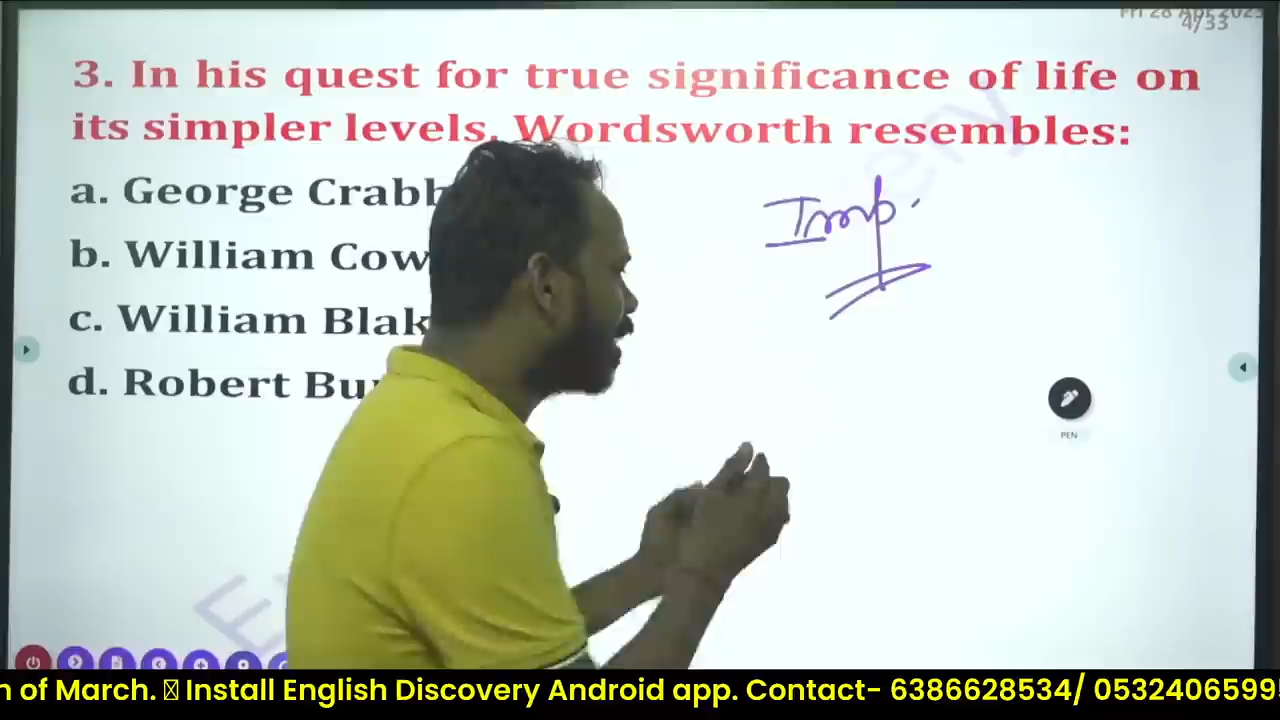 Fri 28 Apr 2023
4/33
3. In his quest for true significance of life on
its simpler levels, Wordsworth resembles:
Imp.
a. George Crabb
b. William Cow
c. William Blak
d. Robert Bu
PEN
n of March. Install English Discovery Android app. Contact- 6386628534/ 0532406599